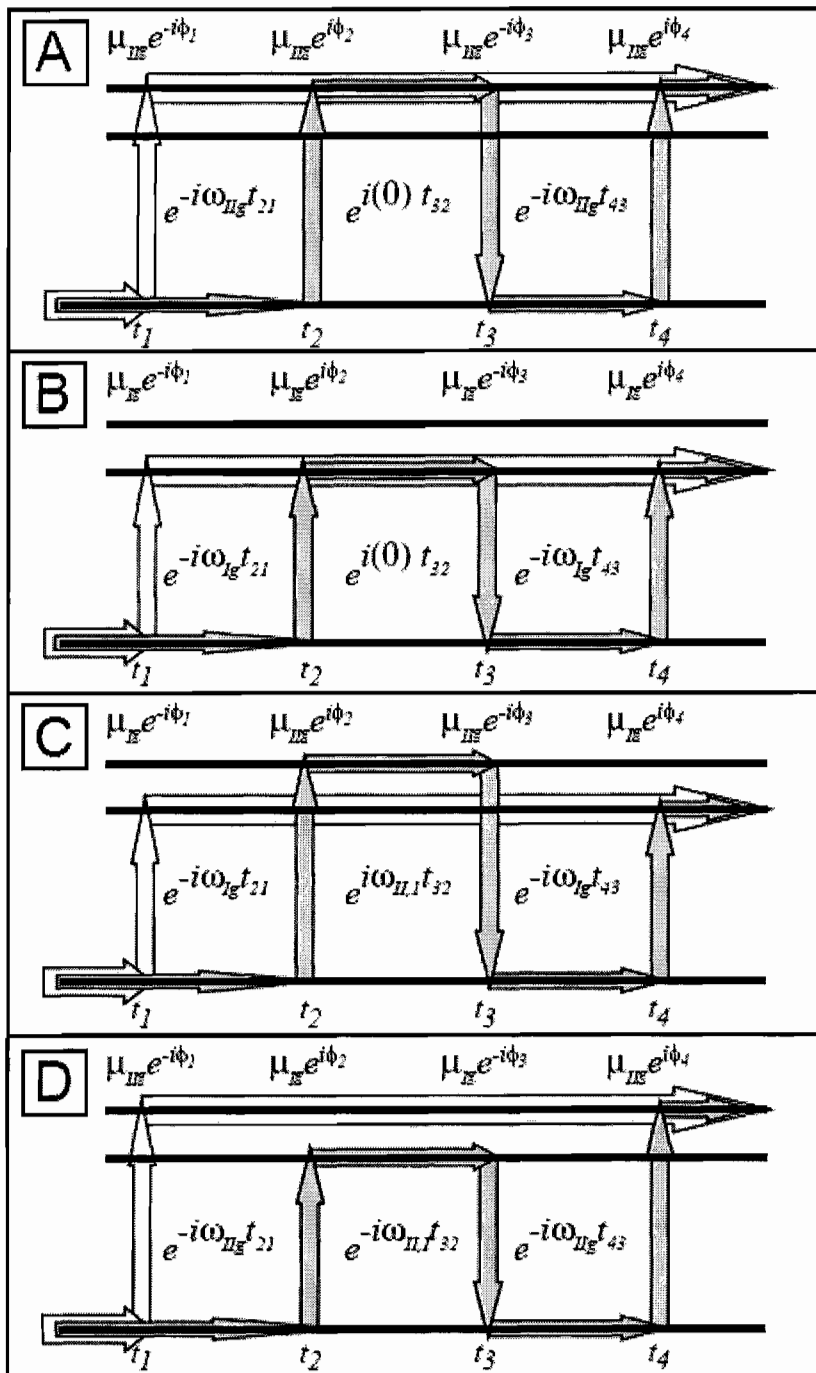 A
μ_IIg e^-iϕ₁ μ_IIg e^iϕ₂ μ_IIg e^-iϕ₃ μ_IIg e^iϕ₄
e^-iω_IIg t₂₁ e^i(0) t₃₂ e^-iω_IIg t₄₃
t₁ t₂ t₃ t₄
B
μ_Ig e^-iϕ₁ μ_Ig e^iϕ₂ μ_Ig e^-iϕ₃ μ_Ig e^iϕ₄
e^-iω_Ig t₂₁ e^i(0) t₃₂ e^-iω_Ig t₄₃
t₁ t₂ t₃ t₄
C
μ_Ig e^-iϕ₁ μ_IIg e^iϕ₂ μ_IIg e^-iϕ₃ μ_Ig e^iϕ₄
e^-iω_Ig t₂₁ e^iω_II,I t₃₂ e^-iω_Ig t₄₃
t₁ t₂ t₃ t₄
D
μ_IIg e^-iϕ₁ μ_Ig e^iϕ₂ μ_Ig e^-iϕ₃ μ_IIg e^iϕ₄
e^-iω_IIg t₂₁ e^-iω_II,I t₃₂ e^-iω_IIg t₄₃
t₁ t₂ t₃ t₄